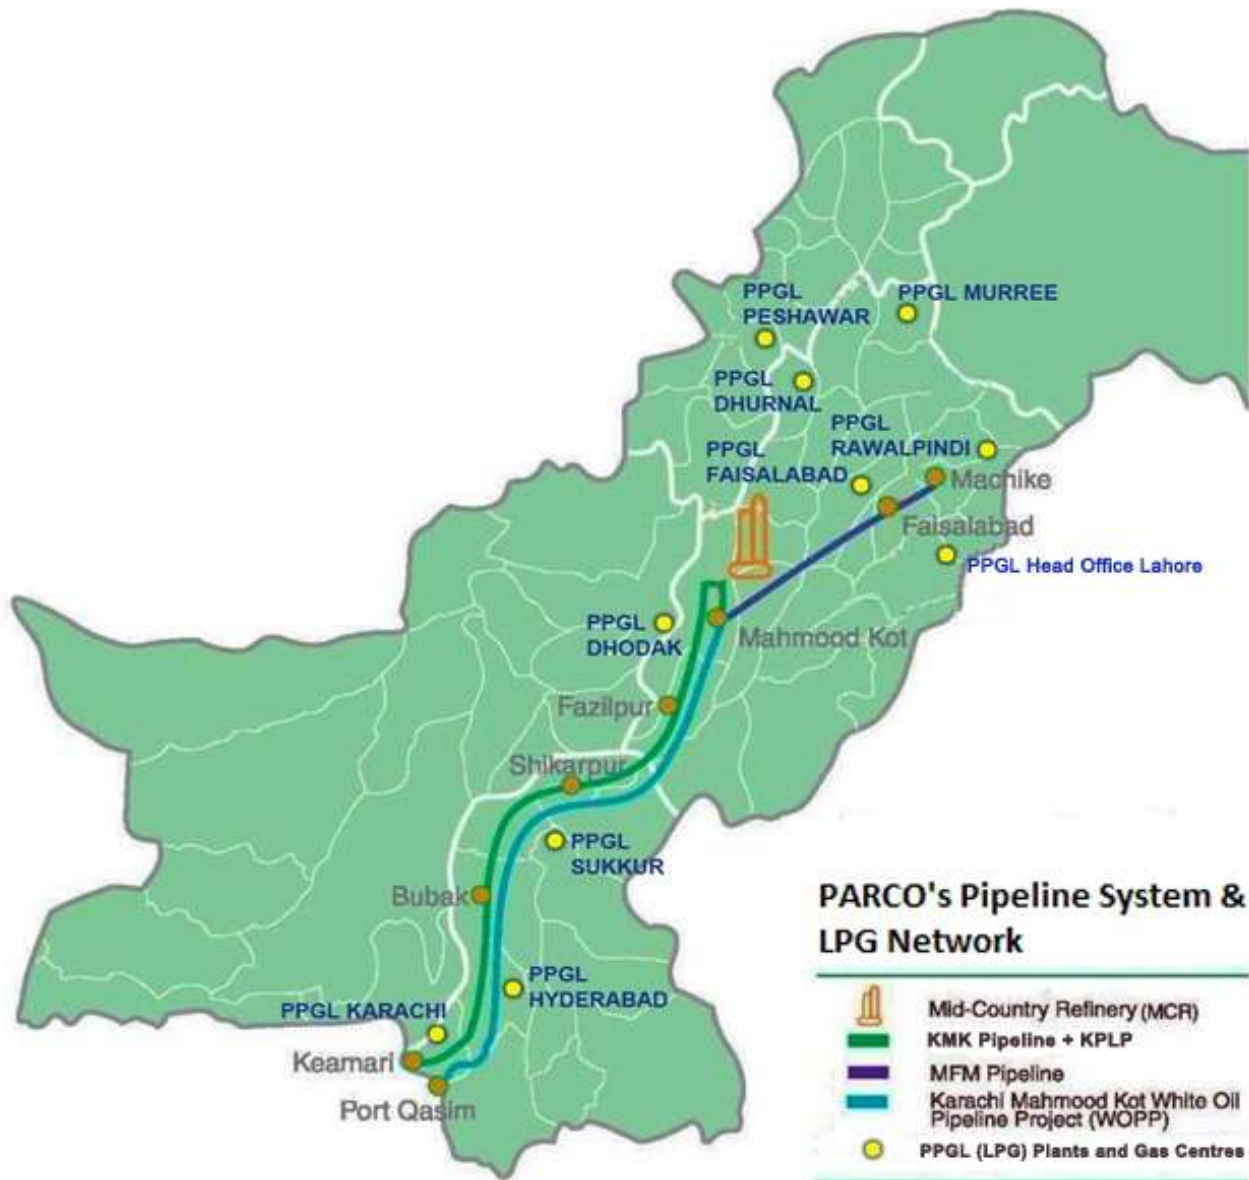 PPGL
PESHAWAR
PPGL MURREE
PPGL
DHURNAL
PPGL
RAWALPINDI
PPGL
FAISALABAD
Machike
Faisalabad
PPGL Head Office Lahore
PPGL
DHODAK
Mahmood Kot
Fazilpur
Shikarpur
PPGL
SUKKUR
Bubak
PPGL
HYDERABAD
PPGL KARACHI
Keamari
Port Qasim
PARCO's Pipeline System &
LPG Network
Mid-Country Refinery (MCR)
KMK Pipeline + KPLP
MFM Pipeline
Karachi Mahmood Kot White Oil
Pipeline Project (WOPP)
PPGL (LPG) Plants and Gas Centres